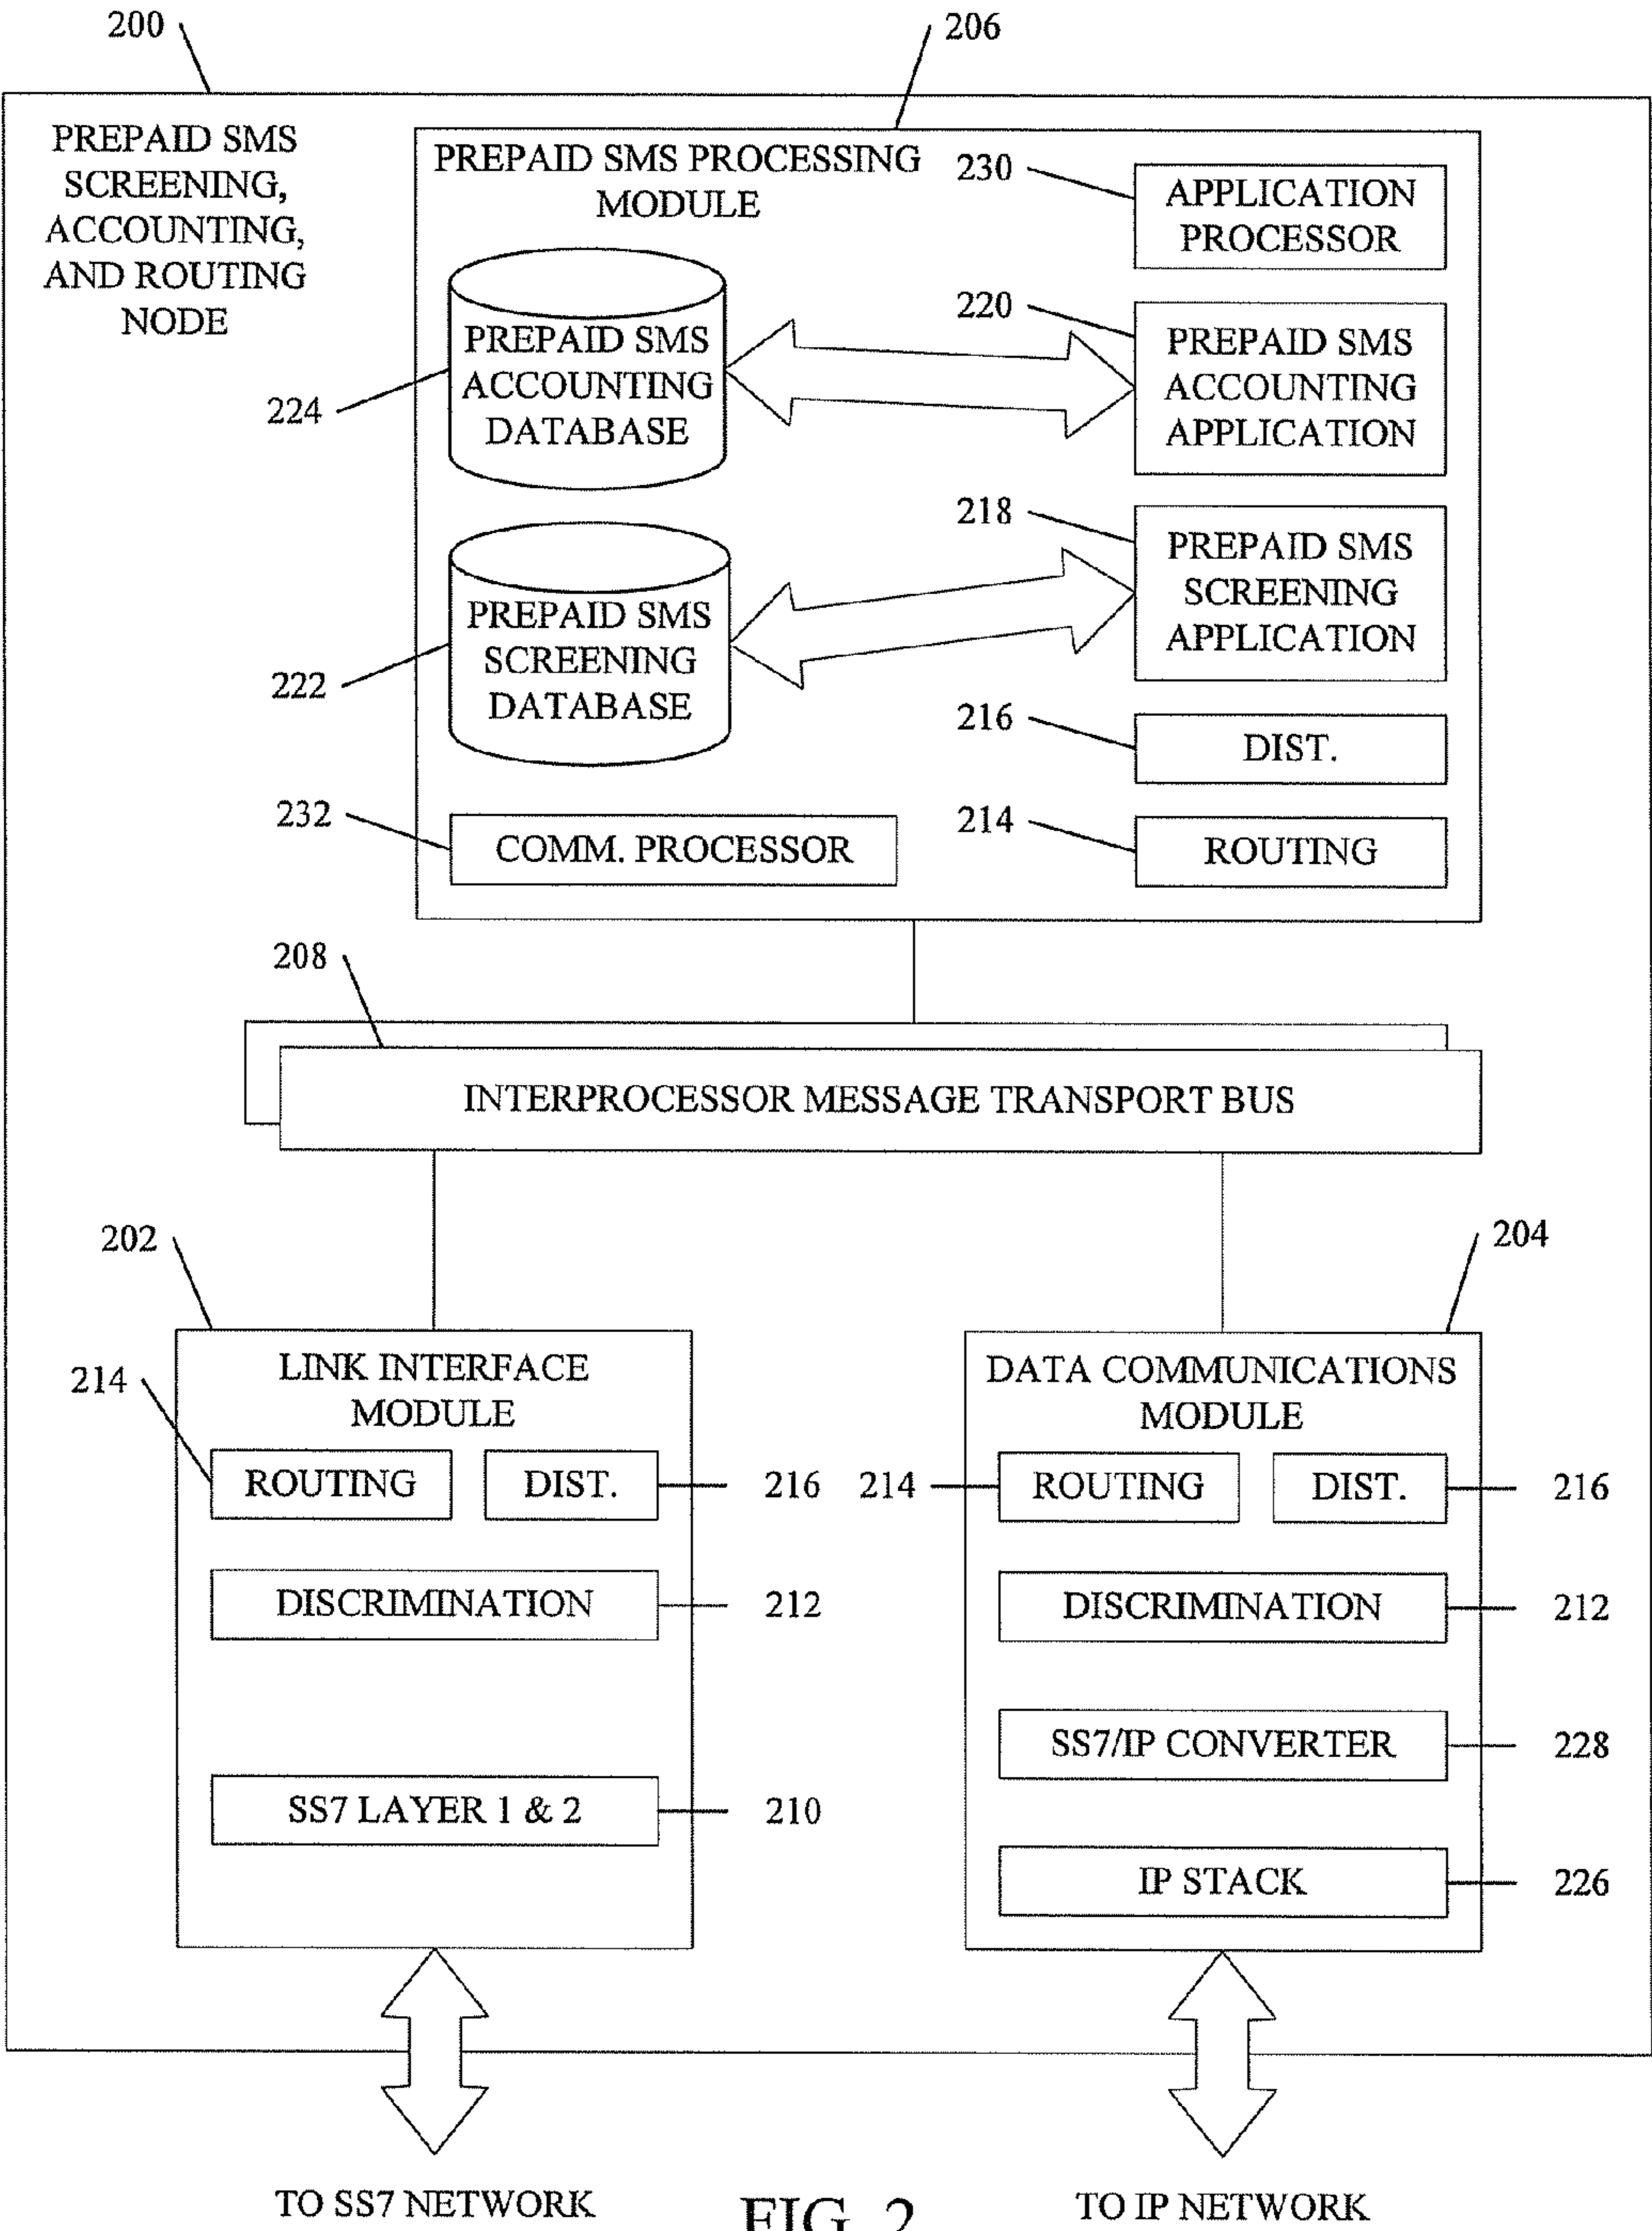 200
206
PREPAID SMS
SCREENING,
ACCOUNTING,
AND ROUTING
NODE
PREPAID SMS PROCESSING
MODULE
230
APPLICATION
PROCESSOR
220
PREPAID SMS
ACCOUNTING
APPLICATION
PREPAID SMS
ACCOUNTING
DATABASE
224
218
PREPAID SMS
SCREENING
APPLICATION
PREPAID SMS
SCREENING
DATABASE
222
216
DIST.
232
COMM. PROCESSOR
214
ROUTING
208
INTERPROCESSOR MESSAGE TRANSPORT BUS
202
LINK INTERFACE
MODULE
214
ROUTING
DIST.
216
DISCRIMINATION
212
SS7 LAYER 1 & 2
210
204
DATA COMMUNICATIONS
MODULE
214
ROUTING
DIST.
216
DISCRIMINATION
212
SS7/IP CONVERTER
228
IP STACK
226
TO SS7 NETWORK
TO IP NETWORK
FIG. 2